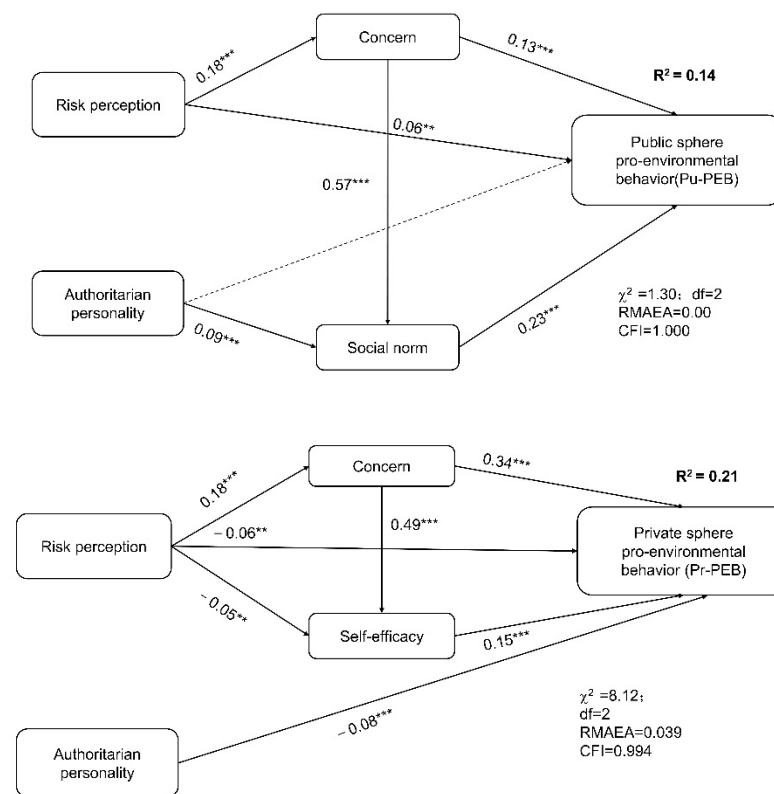 Concern
0.18***
0.13***
R² = 0.14
Risk perception
0.06**
Public sphere
pro-environmental
behavior(Pu-PEB)
0.57***
Authoritarian
personality
0.09***
Social norm
0.23***
χ² =1.30; df=2
RMAEA=0.00
CFI=1.000
Concern
0.18***
0.34***
R² = 0.21
Risk perception
−0.06**
0.49***
Private sphere
pro-environmental
behavior (Pr-PEB)
−0.05**
Self-efficacy
0.15***
−0.08***
Authoritarian
personality
χ² =8.12;
df=2
RMAEA=0.039
CFI=0.994